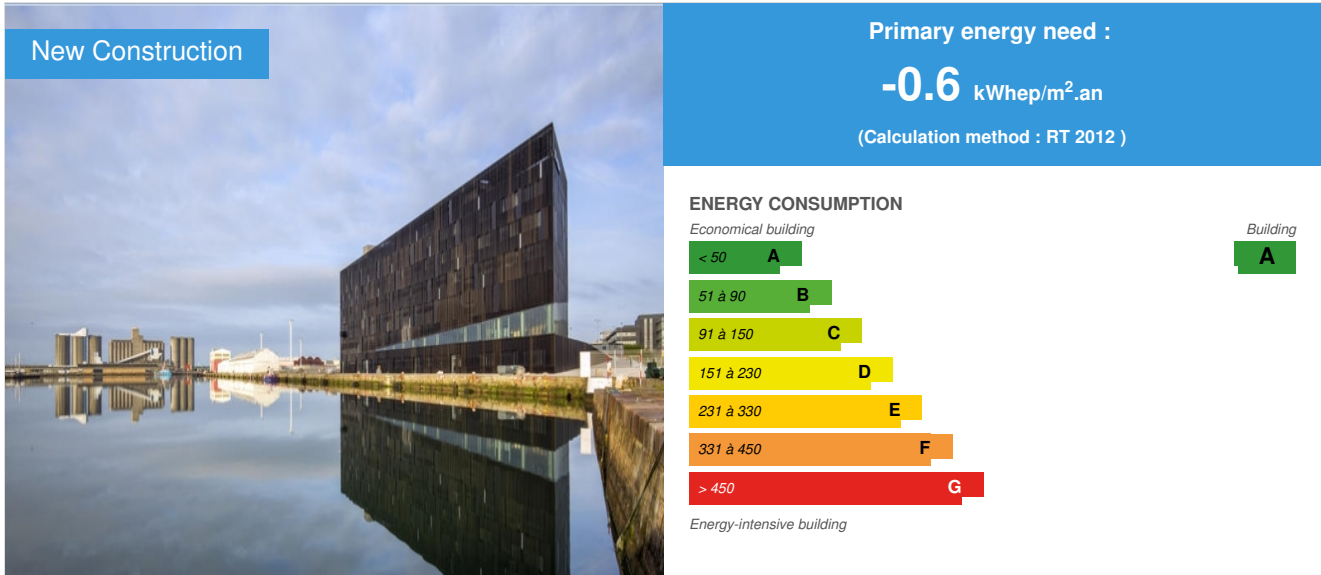 New Construction
Primary energy need :
-0.6 kWhep/m².an
(Calculation method : RT 2012 )
ENERGY CONSUMPTION
Economical building
Building
< 50 A
A
51 à 90 B
91 à 150 C
151 à 230 D
231 à 330 E
331 à 450 F
> 450 G
Energy-intensive building